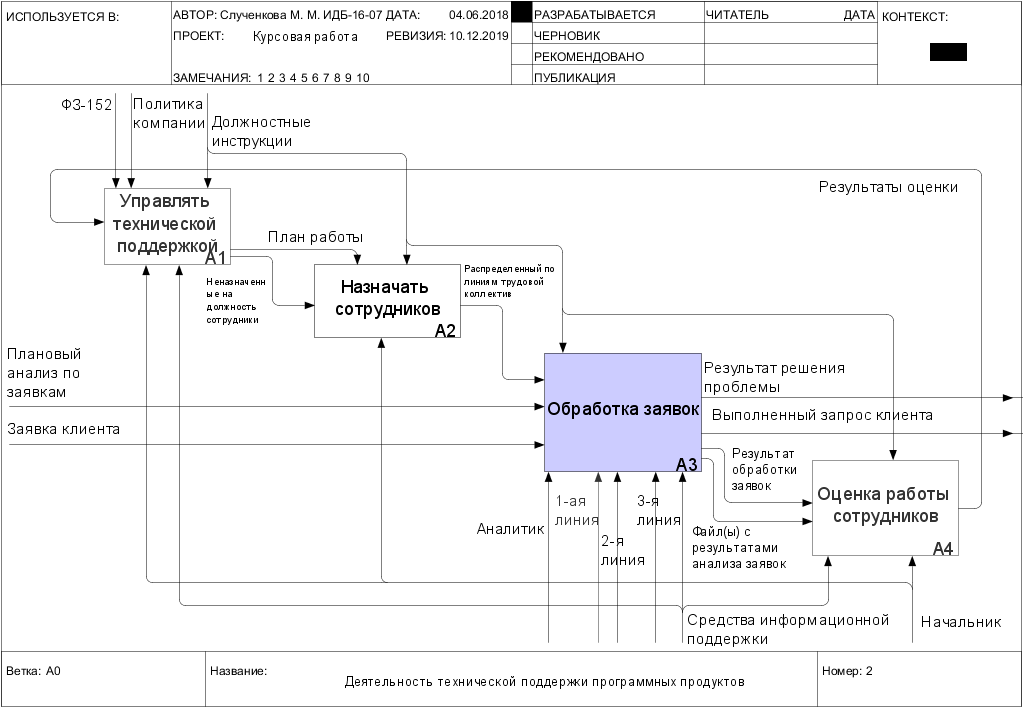 ИСПОЛЬЗУЕТСЯ В:
АВТОР: Слученкова М. М. ИДБ-16-07 ДАТА: 04.06.2018
ПРОЕКТ: Курсовая работа РЕВИЗИЯ: 10.12.2019
ЗАМЕЧАНИЯ: 1 2 3 4 5 6 7 8 9 10
РАЗРАБАТЫВАЕТСЯ
ЧЕРНОВИК
РЕКОМЕНДОВАНО
ПУБЛИКАЦИЯ
ЧИТАТЕЛЬ ДАТА
КОНТЕКСТ:
ФЗ-152
Политика
компании
Должностные
инструкции
Результаты оценки
Управлять
технической
поддержкой
A1
План работы
Неназначенн
ые на
должность
сотрудники
Назначать
сотрудников
A2
Распределенный по
линиям трудовой
коллектив
Плановый
анализ по
заявкам
Заявка клиента
Обработка заявок
A3
Результат решения
проблемы
Выполненный запрос клиента
Результат
обработки
заявок
Оценка работы
сотрудников
A4
Аналитик
1-ая
линия
2-я
линия
3-я
линия
Файл(ы) с
результатами
анализа заявок
Средства информационной
поддержки
Начальник
Ветка: A0
Название:
Деятельность технической поддержки программных продуктов
Номер: 2